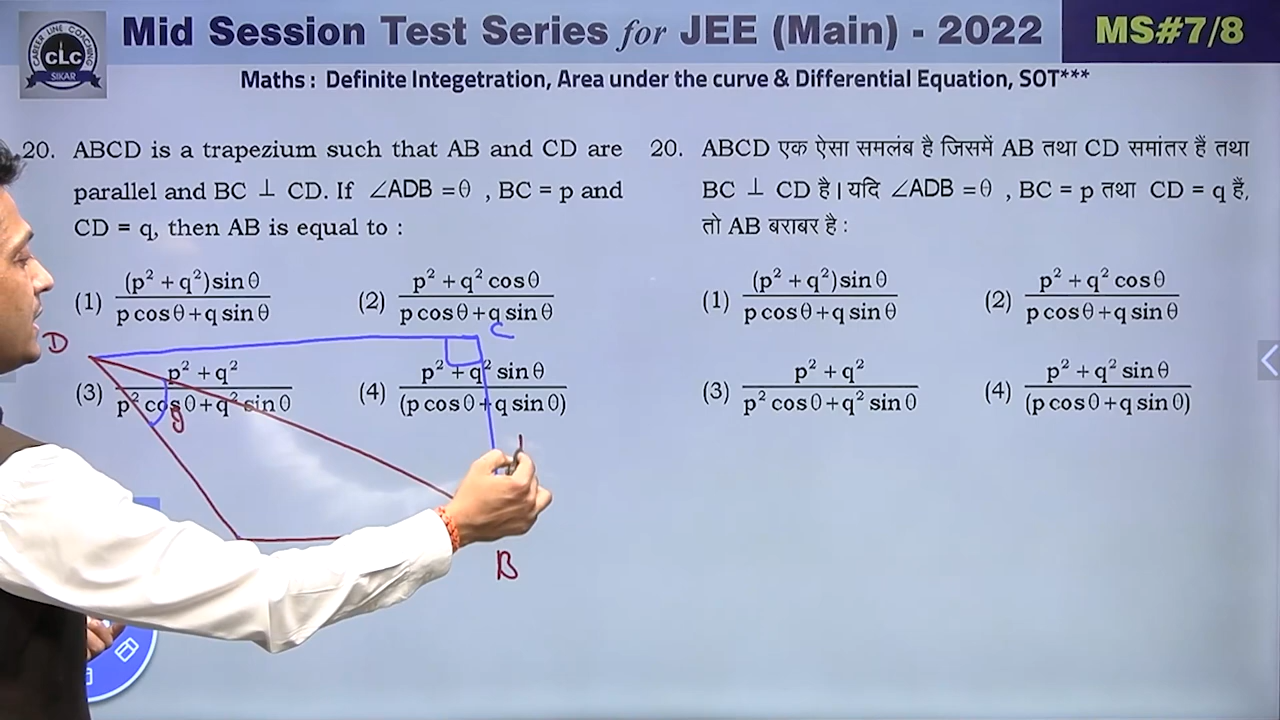 CAREER LINE COACHING
CLC
SIKAR
Mid Session Test Series for JEE (Main) - 2022
MS#7/8
Maths : Definite Integetration, Area under the curve & Differential Equation, SOT***
20. ABCD is a trapezium such that AB and CD are
parallel and BC ⊥ CD. If ∠ADB = θ , BC = p and
CD = q, then AB is equal to :
(1) (p² + q²) sin θ / p cos θ + q sin θ
(2) p² + q² cos θ / p cos θ + q sin θ
(3) p² + q² / p² cos θ + q² sin θ
(4) p² + q² sin θ / (p cos θ + q sin θ)
D
C
θ
B
20. ABCD एक ऐसा समलंब है जिसमें AB तथा CD समांतर हैं तथा
BC ⊥ CD है। यदि ∠ADB = θ , BC = p तथा CD = q हैं,
तो AB बराबर है :
(1) (p² + q²) sin θ / p cos θ + q sin θ
(2) p² + q² cos θ / p cos θ + q sin θ
(3) p² + q² / p² cos θ + q² sin θ
(4) p² + q² sin θ / (p cos θ + q sin θ)